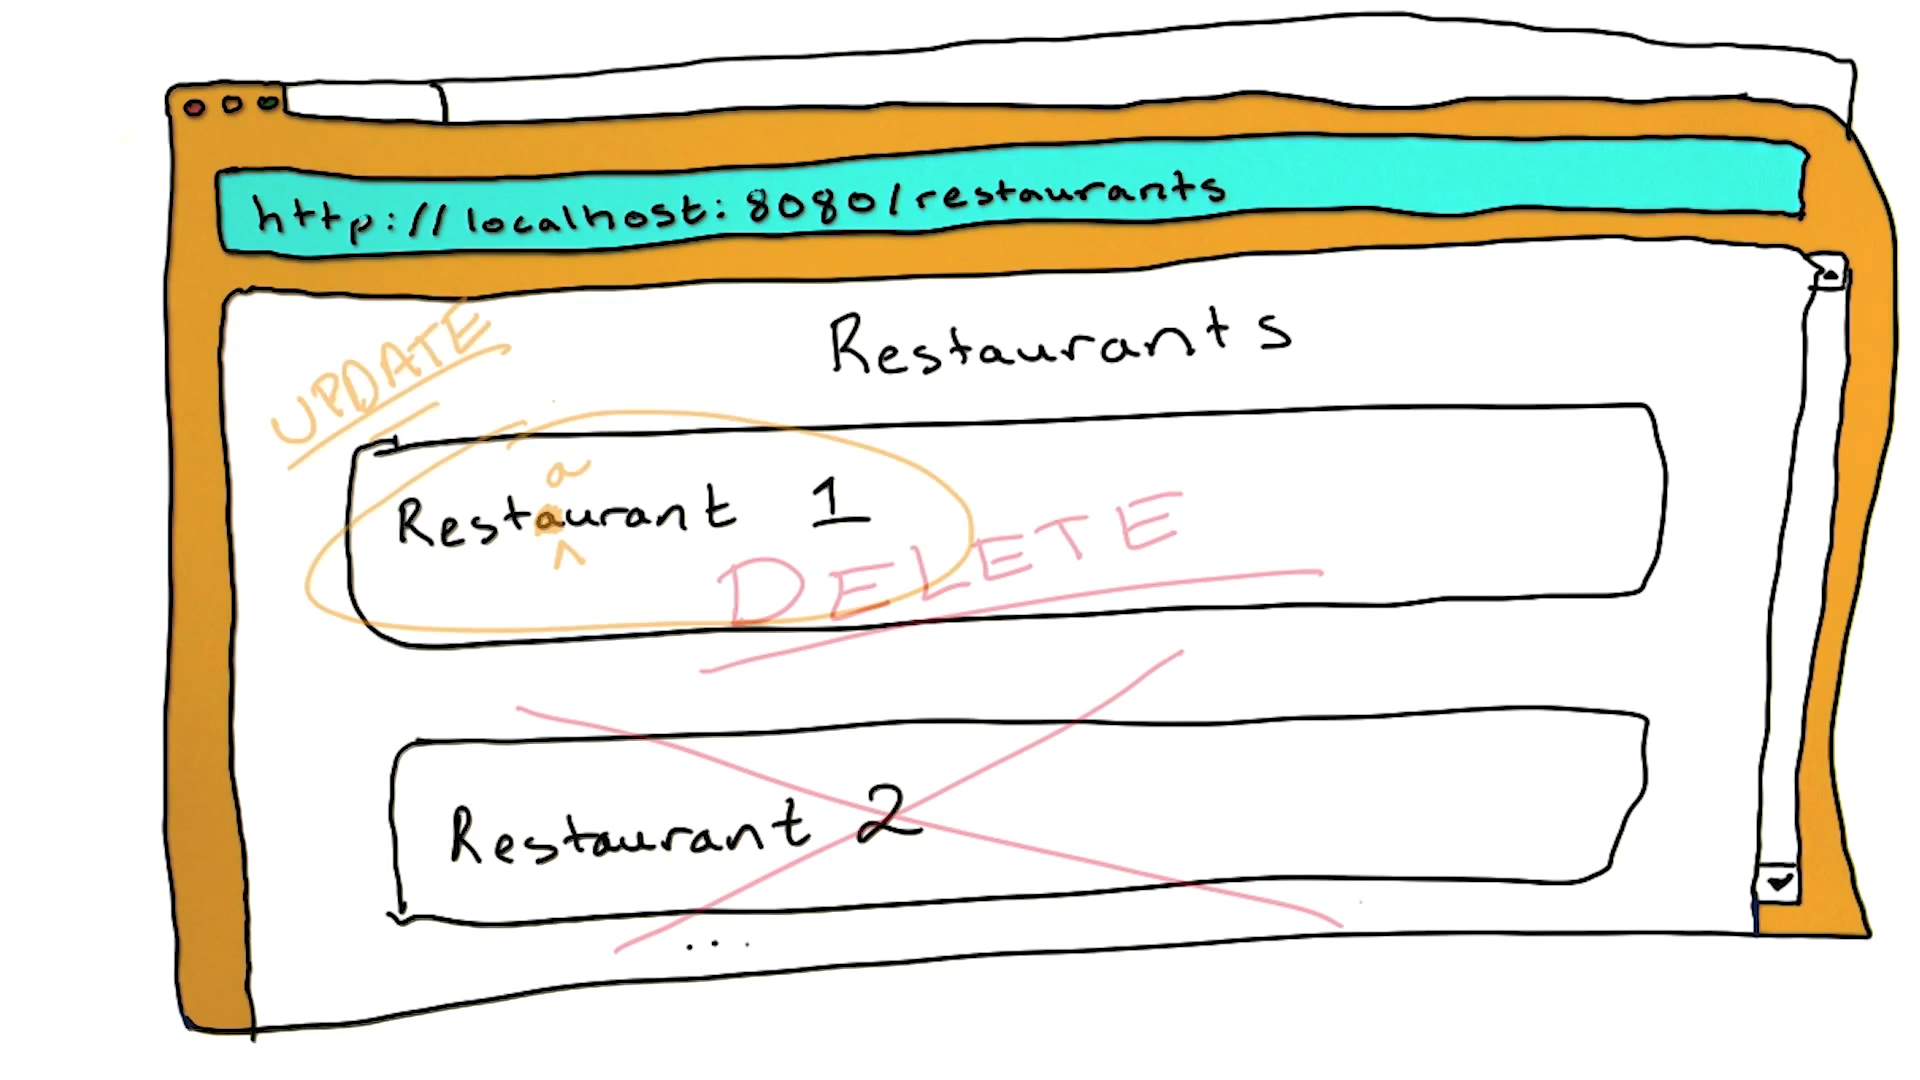 http://localhost:8080/restaurants
Restaurants
UPDATE
a
Restaurant 1
^
DELETE
Restaurant 2
...